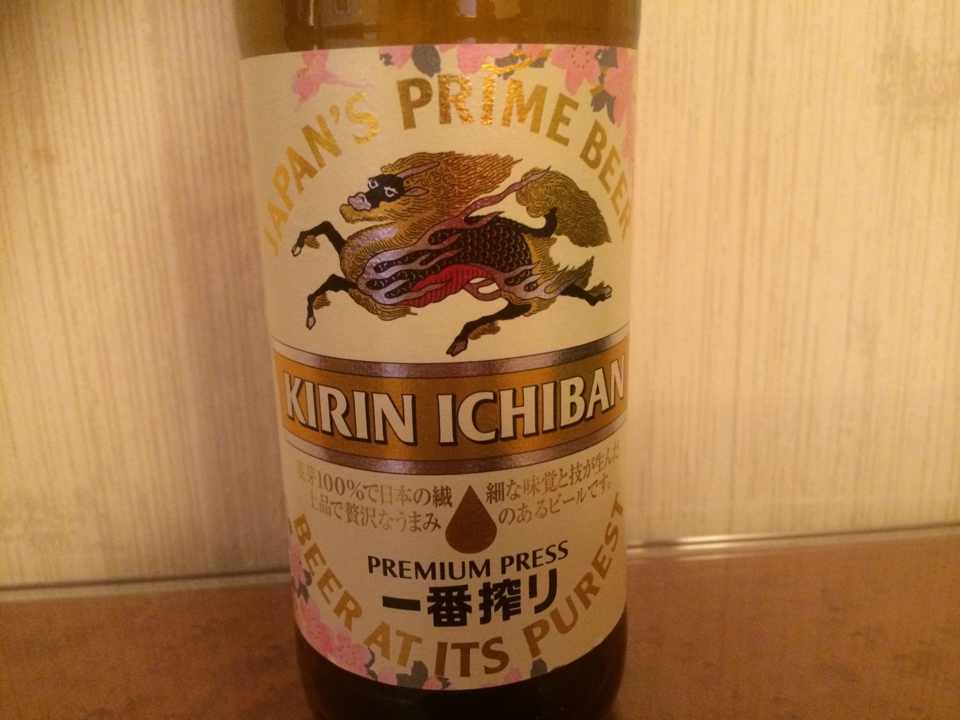 JAPAN'S PRIME BEER
KIRIN ICHIBAN
麦芽100%で日本の繊細な味覚と技が生んだ
上品で贅沢なうまみのあるビールです。
PREMIUM PRESS
一番搾り
BEER AT ITS PUREST